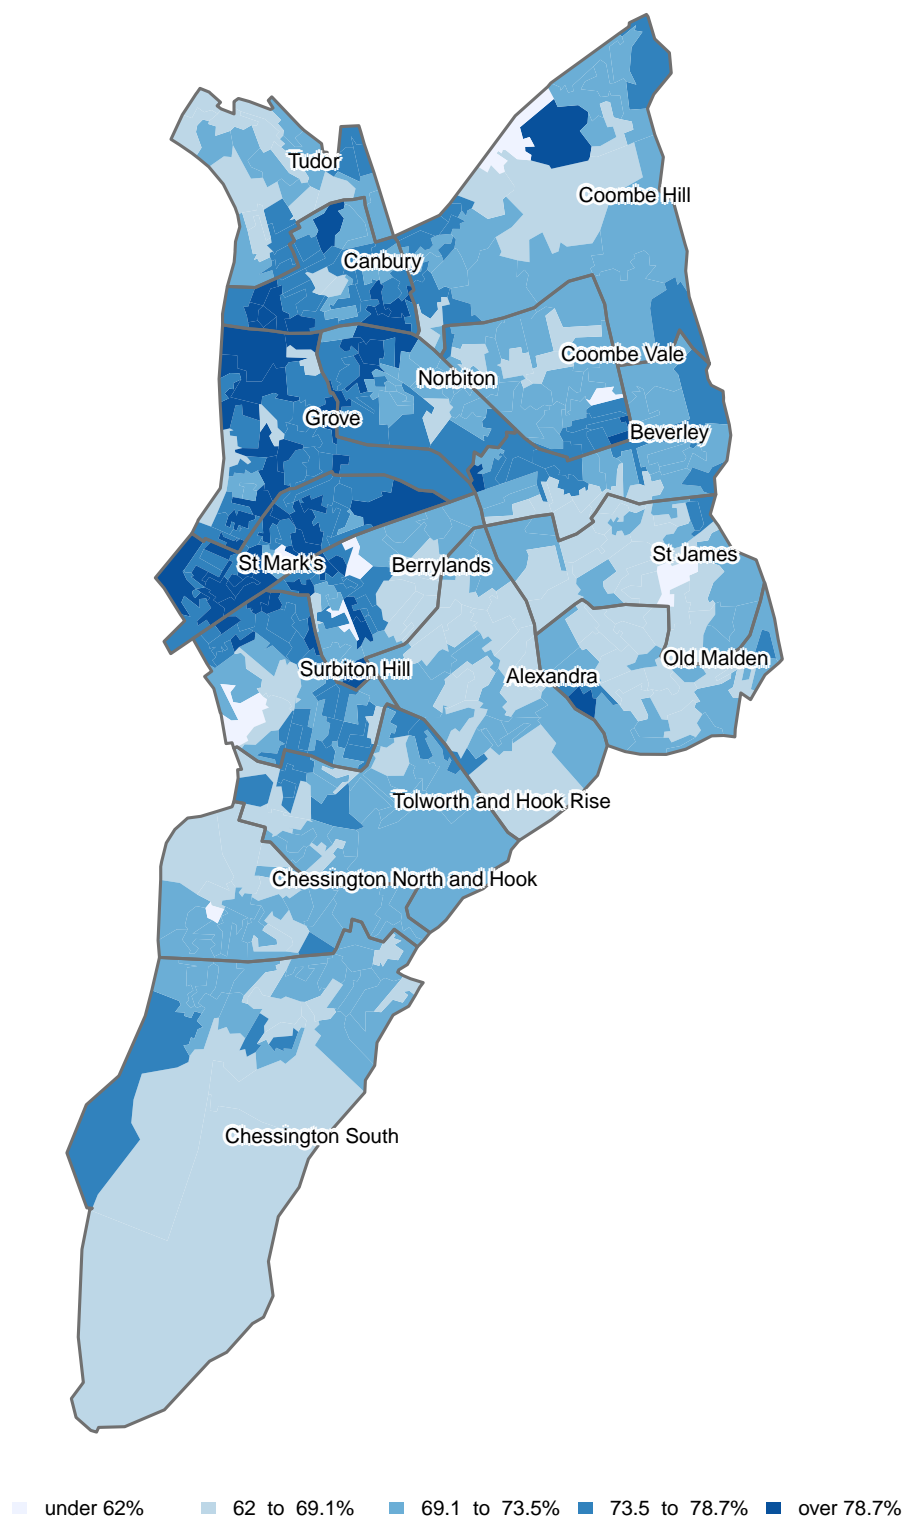 Tudor
Coombe Hill
Canbury
Coombe Vale
Norbiton
Grove
Beverley
St Mark's
Berrylands
St James
Surbiton Hill
Alexandra
Old Malden
Tolworth and Hook Rise
Chessington North and Hook
Chessington South
under 62% 62 to 69.1% 69.1 to 73.5% 73.5 to 78.7% over 78.7%